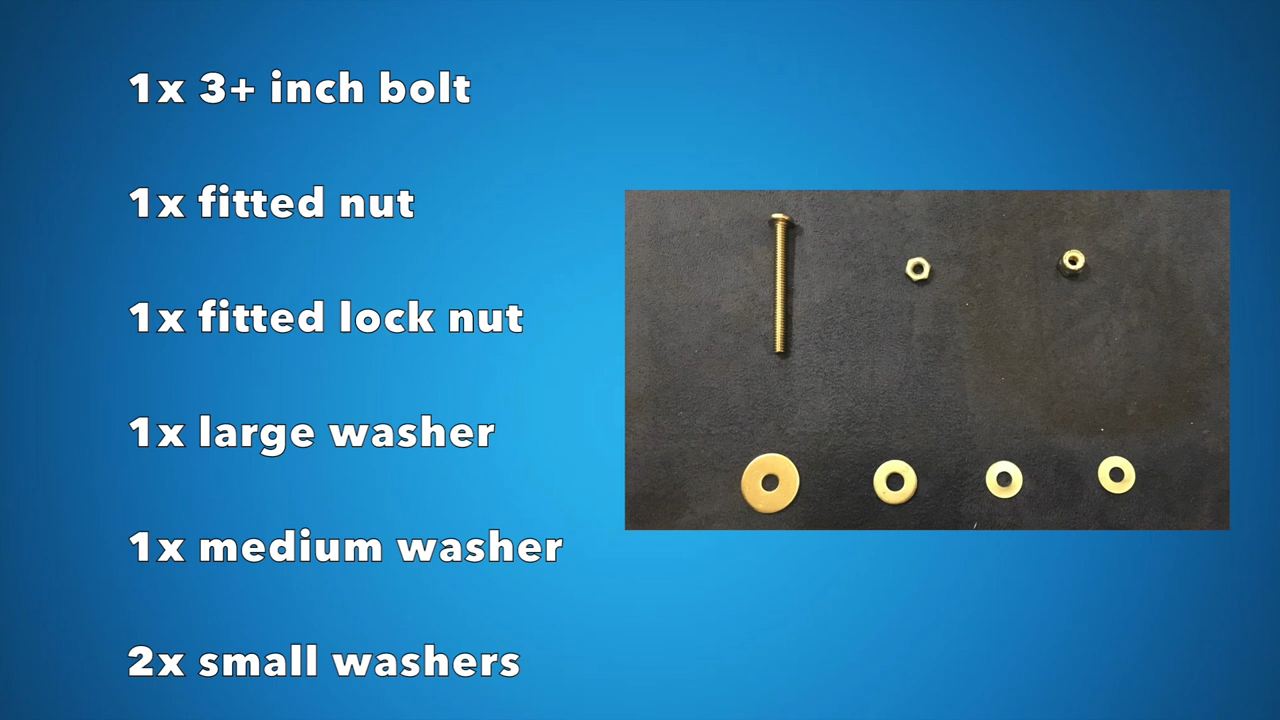 1x 3+ inch bolt
1x fitted nut
1x fitted lock nut
1x large washer
1x medium washer
2x small washers